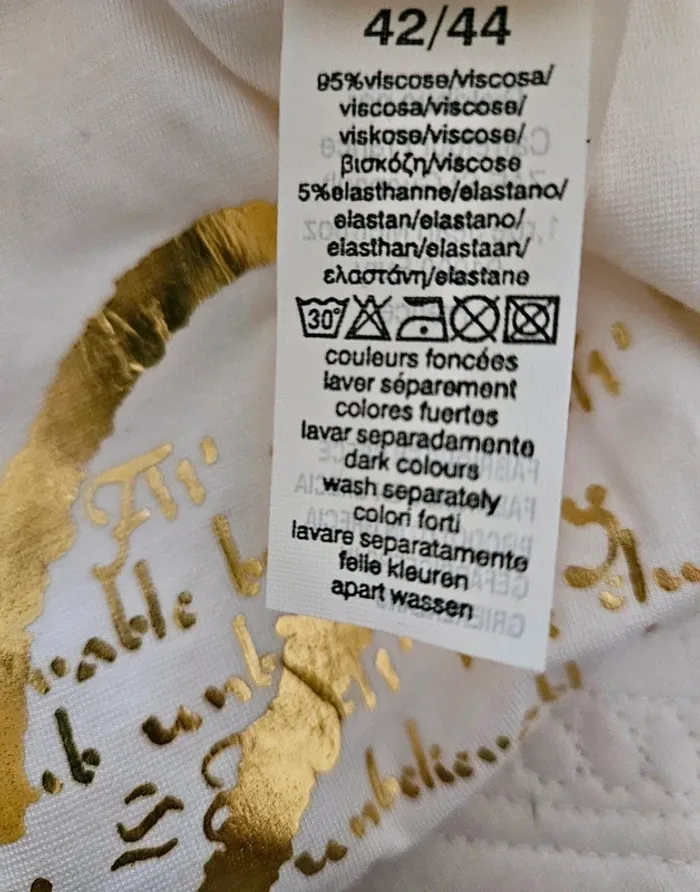 42/44
95%viscose/viscosa/
viscosa/viscose/
viskose/viscose/
βισκόζη/viscose
5%elasthanne/elastano/
elastan/elastano/
elasthan/elastaan/
ελαστάνη/elastane
30°
couleurs foncées
laver séparement
colores fuertes
lavar separadamente
dark colours
wash separately
colori forti
lavare separatamente
felle kleuren
apart wassen